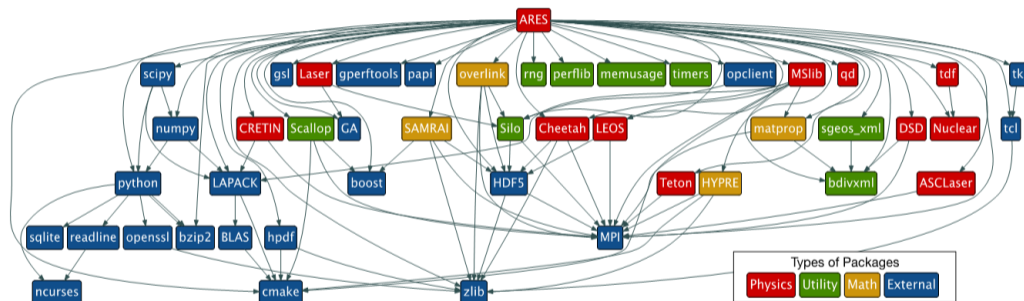 ARES
scipy gsl Laser gperftools papi overlink rng perflib memusage timers opclient MSlib qd tdf tk
numpy CRETIN Scallop GA SAMRAI Silo Cheetah LEOS matprop sgeos_xml DSD Nuclear tcl
python LAPACK boost HDF5 Teton HYPRE bdivxml ASCLaser
sqlite readline openssl bzip2 BLAS hpdf MPI
ncurses cmake zlib
Types of Packages
Physics Utility Math External